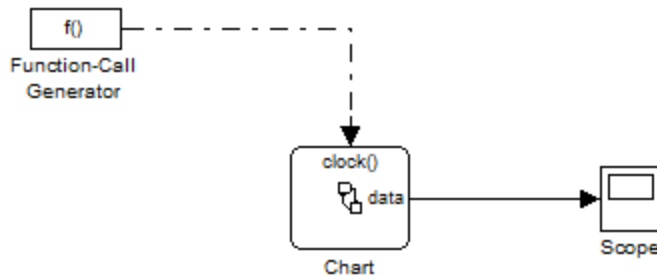 f()
Function-Call
Generator
clock()
data
Chart
Scope